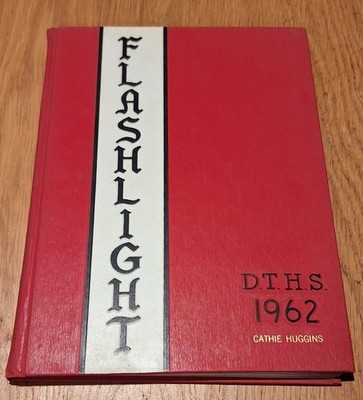 FLASHLIGHT
D.T.H.S.
1962
CATHIE HUGGINS